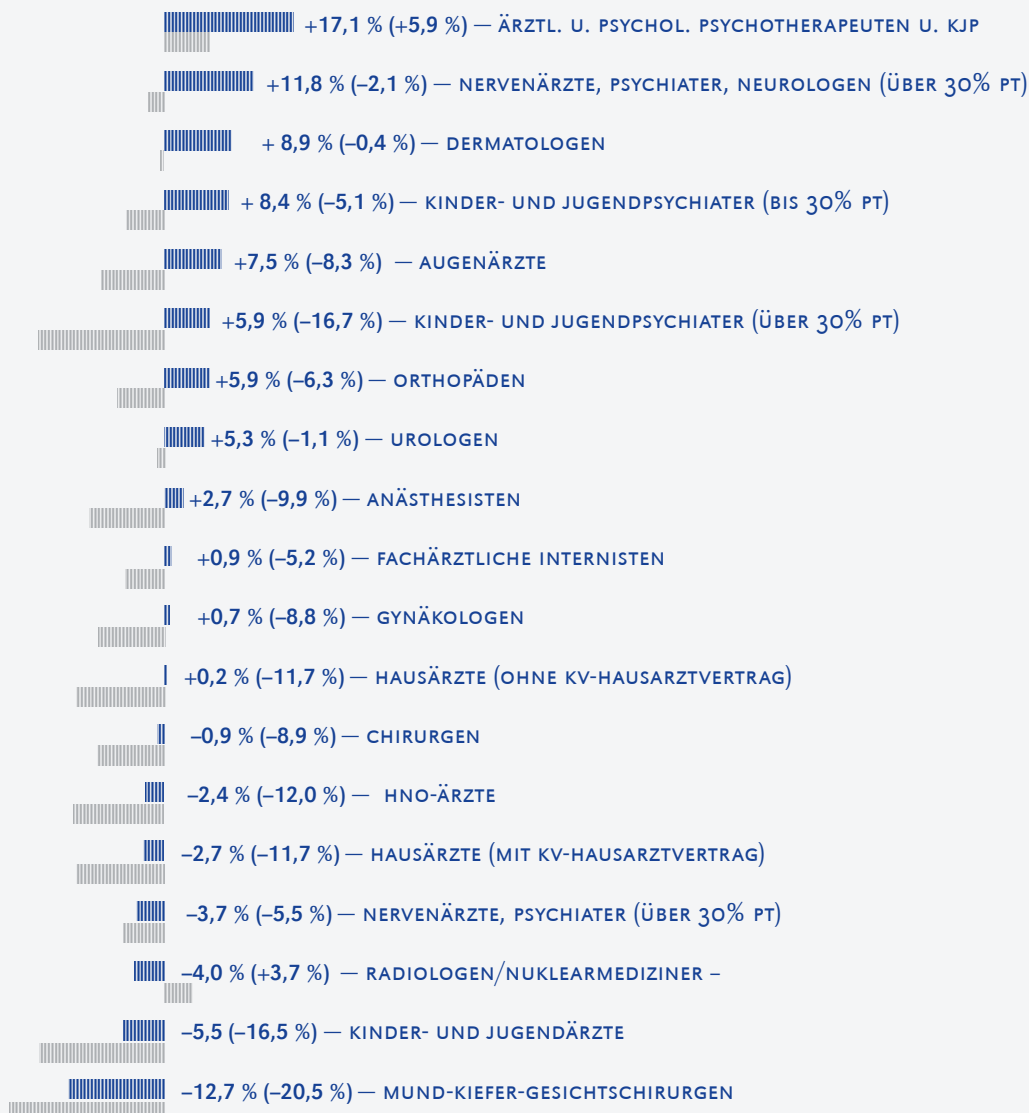 +17,1 % (+5,9 %) — ÄRZTL. U. PSYCHOL. PSYCHOTHERAPEUTEN U. KJP
+11,8 % (–2,1 %) — NERVENÄRZTE, PSYCHIATER, NEUROLOGEN (ÜBER 30% PT)
+ 8,9 % (–0,4 %) — DERMATOLOGEN
+ 8,4 % (–5,1 %) — KINDER- UND JUGENDPSYCHIATER (BIS 30% PT)
+7,5 % (–8,3 %) — AUGENÄRZTE
+5,9 % (–16,7 %) — KINDER- UND JUGENDPSYCHIATER (ÜBER 30% PT)
+5,9 % (–6,3 %) — ORTHOPÄDEN
+5,3 % (–1,1 %) — UROLOGEN
+2,7 % (–9,9 %) — ANÄSTHESISTEN
+0,9 % (–5,2 %) — FACHÄRZTLICHE INTERNISTEN
+0,7 % (–8,8 %) — GYNÄKOLOGEN
+0,2 % (–11,7 %) — HAUSÄRZTE (OHNE KV-HAUSARZTVERTRAG)
–0,9 % (–8,9 %) — CHIRURGEN
–2,4 % (–12,0 %) — HNO-ÄRZTE
–2,7 % (–11,7 %) — HAUSÄRZTE (MIT KV-HAUSARZTVERTRAG)
–3,7 % (–5,5 %) — NERVENÄRZTE, PSYCHIATER (ÜBER 30% PT)
–4,0 % (+3,7 %) — RADIOLOGEN/NUKLEARMEDIZINER –
–5,5 (–16,5 %) — KINDER- UND JUGENDÄRZTE
–12,7 % (–20,5 %) — MUND-KIEFER-GESICHTSCHIRURGEN